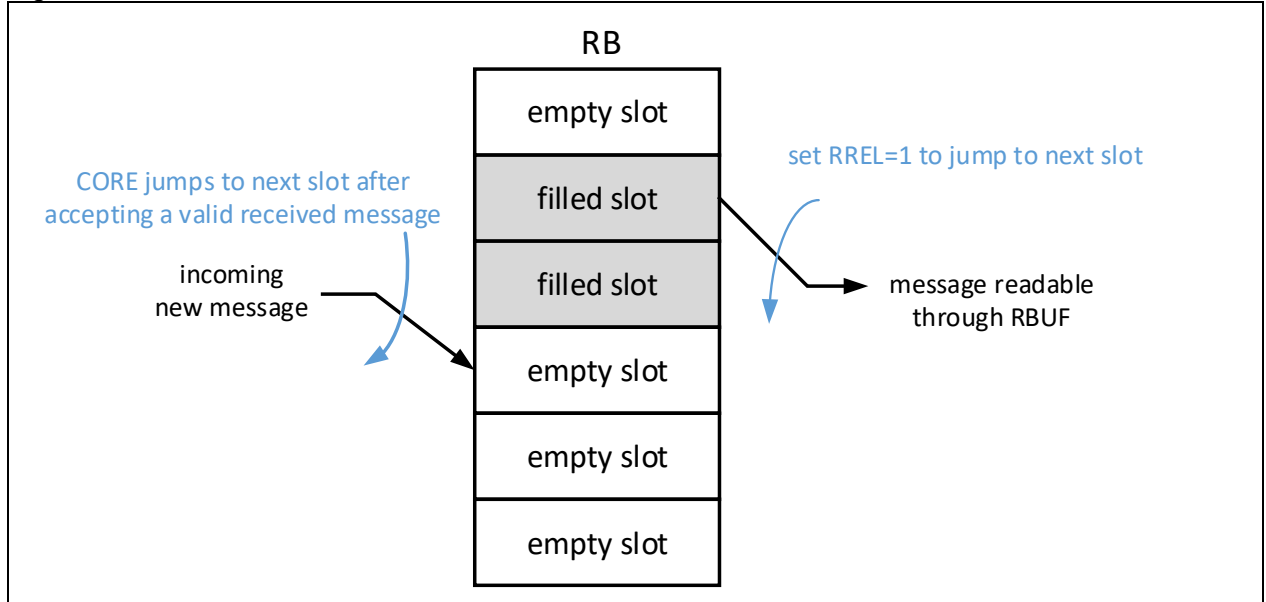 RB
empty slot
set RREL=1 to jump to next slot
CORE jumps to next slot after
accepting a valid received message
filled slot
incoming
new message
filled slot
message readable
through RBUF
empty slot
empty slot
empty slot